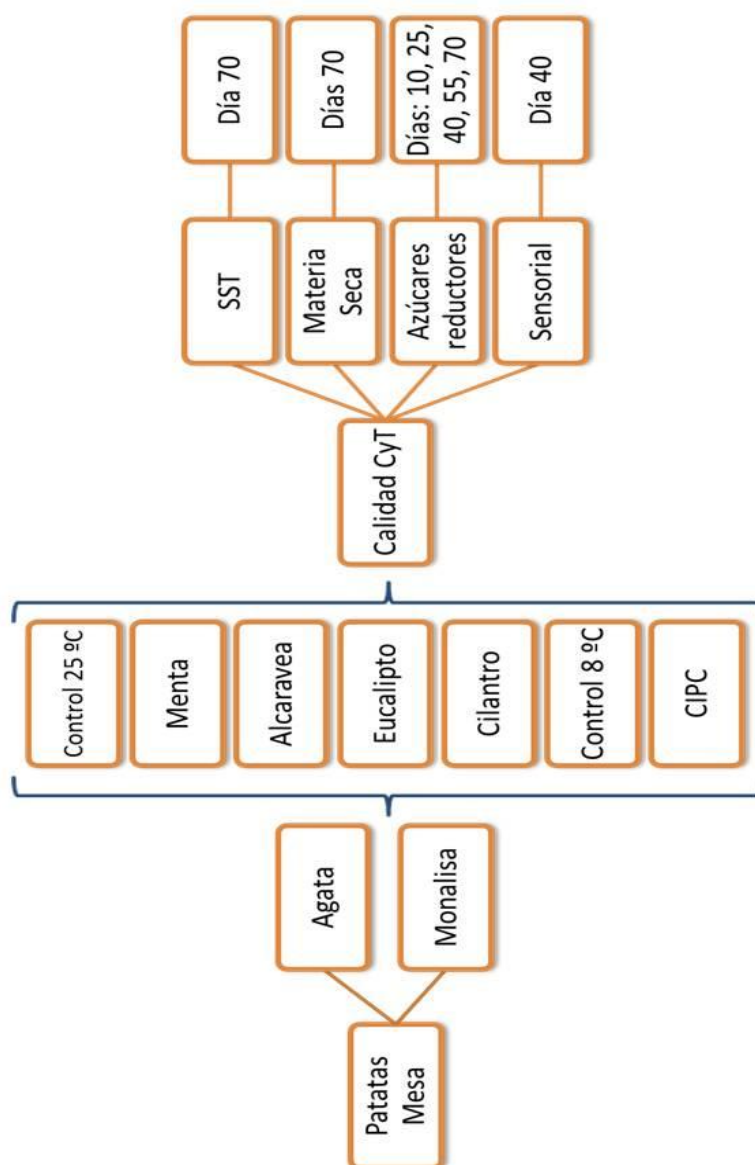 Patatas
Mesa
Agata
Monalisa
Control 25 ºC
Menta
Alcaravea
Eucalipto
Cilantro
Control 8 ºC
CIPC
Calidad CyT
SST
Materia
Seca
Azúcares
reductores
Sensorial
Día 70
Días 70
Días: 10, 25,
40, 55, 70
Día 40